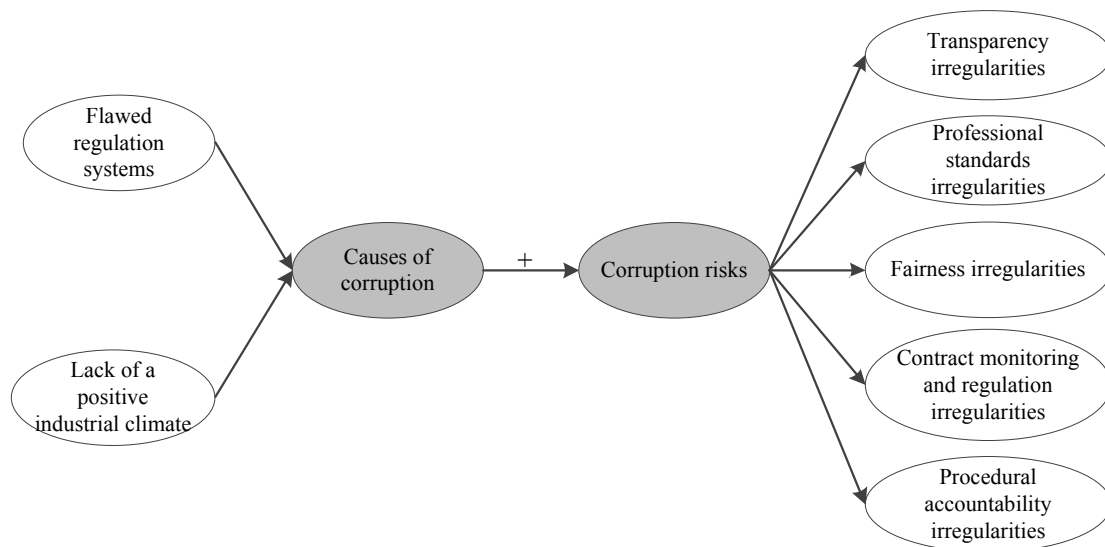 Flawed
regulation
systems
Lack of a
positive
industrial climate
Causes of
corruption
+
Corruption risks
Transparency
irregularities
Professional
standards
irregularities
Fairness irregularities
Contract monitoring
and regulation
irregularities
Procedural
accountability
irregularities